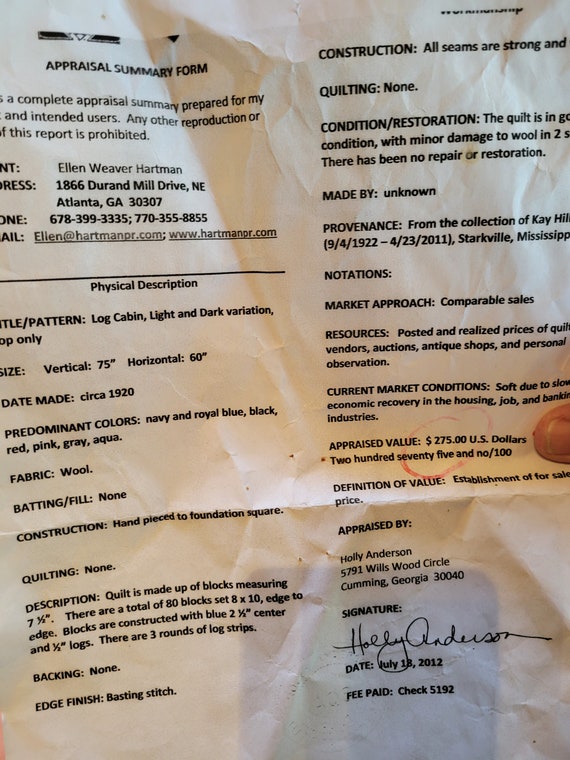 APPRAISAL SUMMARY FORM
s a complete appraisal summary prepared for my
and intended users. Any other reproduction or
of this report is prohibited.
NT: Ellen Weaver Hartman
DRESS: 1866 Durand Mill Drive, NE
Atlanta, GA 30307
ONE: 678-399-3335; 770-355-8855
AIL: Ellen@hartmanpr.com; www.hartmanpr.com
Physical Description
ITLE/PATTERN: Log Cabin, Light and Dark variation,
op only
SIZE: Vertical: 75” Horizontal: 60”
DATE MADE: circa 1920
PREDOMINANT COLORS: navy and royal blue, black,
red, pink, gray, aqua.
FABRIC: Wool.
BATTING/FILL: None
CONSTRUCTION: Hand pieced to foundation square.
QUILTING: None.
DESCRIPTION: Quilt is made up of blocks measuring
7 ½”. There are a total of 80 blocks set 8 x 10, edge to
edge. Blocks are constructed with blue 2 ½” center
and ½” logs. There are 3 rounds of log strips.
BACKING: None.
EDGE FINISH: Basting stitch.
CONSTRUCTION: All seams are strong and
QUILTING: None.
CONDITION/RESTORATION: The quilt is in go
condition, with minor damage to wool in 2 s
There has been no repair or restoration.
MADE BY: unknown
PROVENANCE: From the collection of Kay Hil
(9/4/1922 – 4/23/2011), Starkville, Mississipp
NOTATIONS:
MARKET APPROACH: Comparable sales
RESOURCES: Posted and realized prices of quil
vendors, auctions, antique shops, and personal
observation.
CURRENT MARKET CONDITIONS: Soft due to slow
economic recovery in the housing, job, and bankin
industries.
APPRAISED VALUE: $ 275.00 U.S. Dollars
Two hundred seventy five and no/100
DEFINITION OF VALUE: Establishment of for sale
price.
APPRAISED BY:
Holly Anderson
5791 Wills Wood Circle
Cumming, Georgia 30040
SIGNATURE:
Holly Anderson
DATE: July 18, 2012
FEE PAID: Check 5192